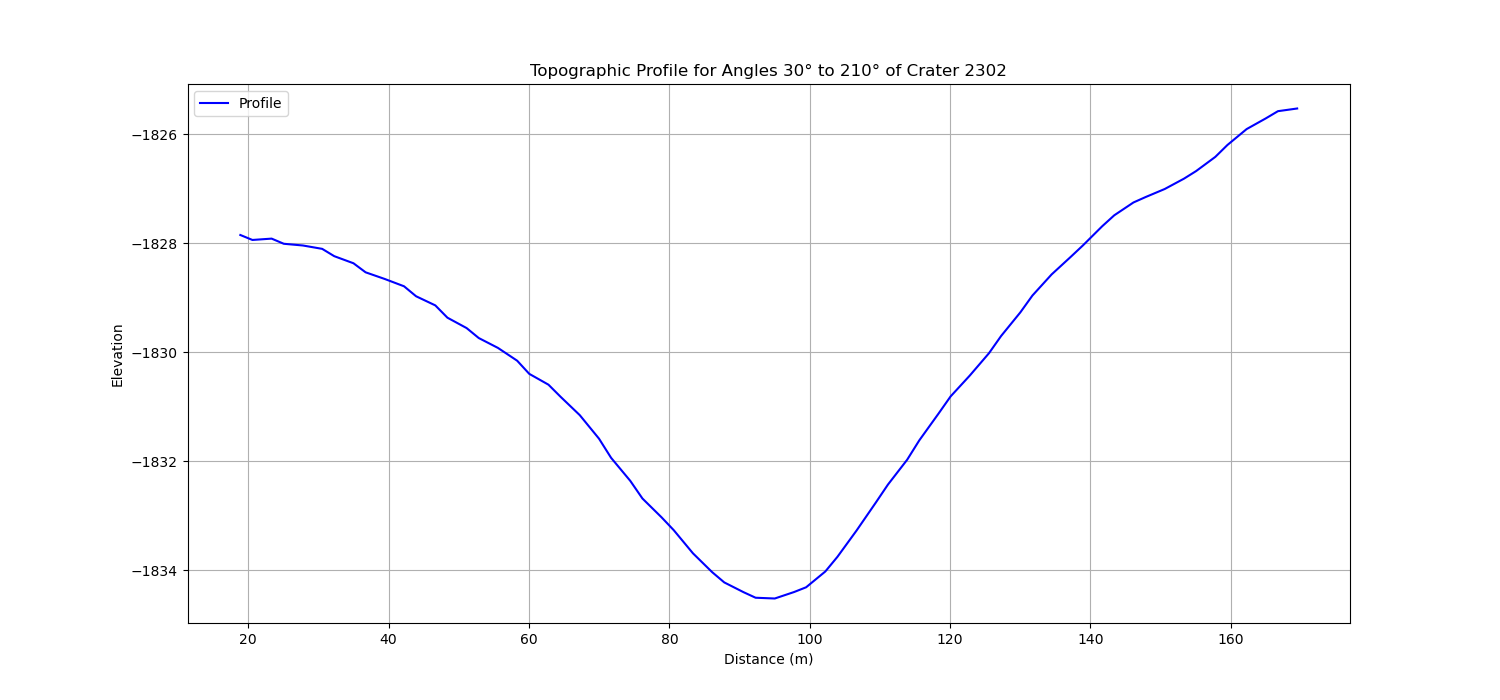 Topographic Profile for Angles 30° to 210° of Crater 2302
Profile
−1826
−1828
−1830
−1832
−1834
Elevation
20 40 60 80 100 120 140 160
Distance (m)